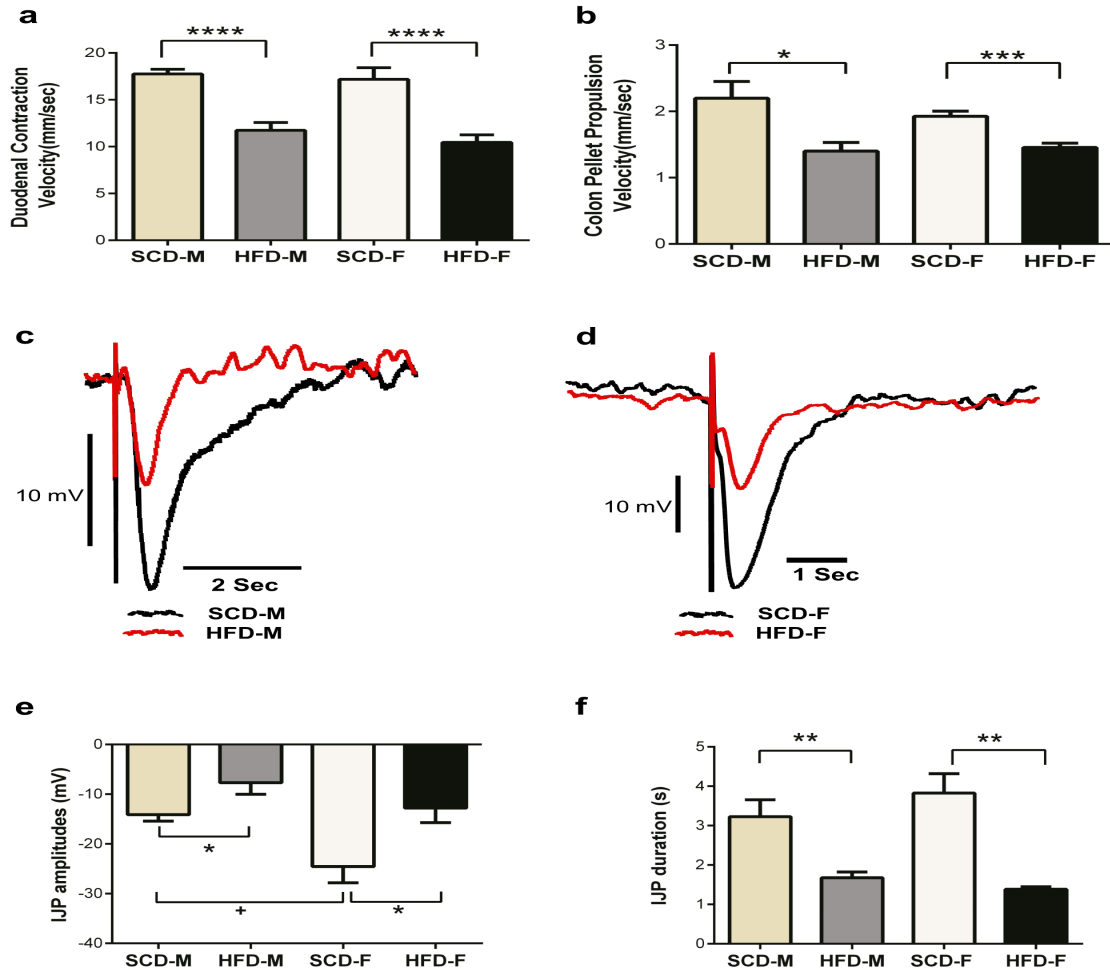 a
****
****
20
15
10
5
0
Duodenal Contraction
Velocity(mm/sec)
SCD-M
HFD-M
SCD-F
HFD-F
b
*
***
3
2
1
0
Colon Pellet Propulsion
Velocity(mm/sec)
SCD-M
HFD-M
SCD-F
HFD-F
c
10 mV
2 Sec
SCD-M
HFD-M
d
10 mV
1 Sec
SCD-F
HFD-F
e
0
-10
-20
-30
-40
IJP amplitudes (mV)
*
+
*
SCD-M
HFD-M
SCD-F
HFD-F
f
**
**
5
4
3
2
1
0
IJP duration (s)
SCD-M
HFD-M
SCD-F
HFD-F